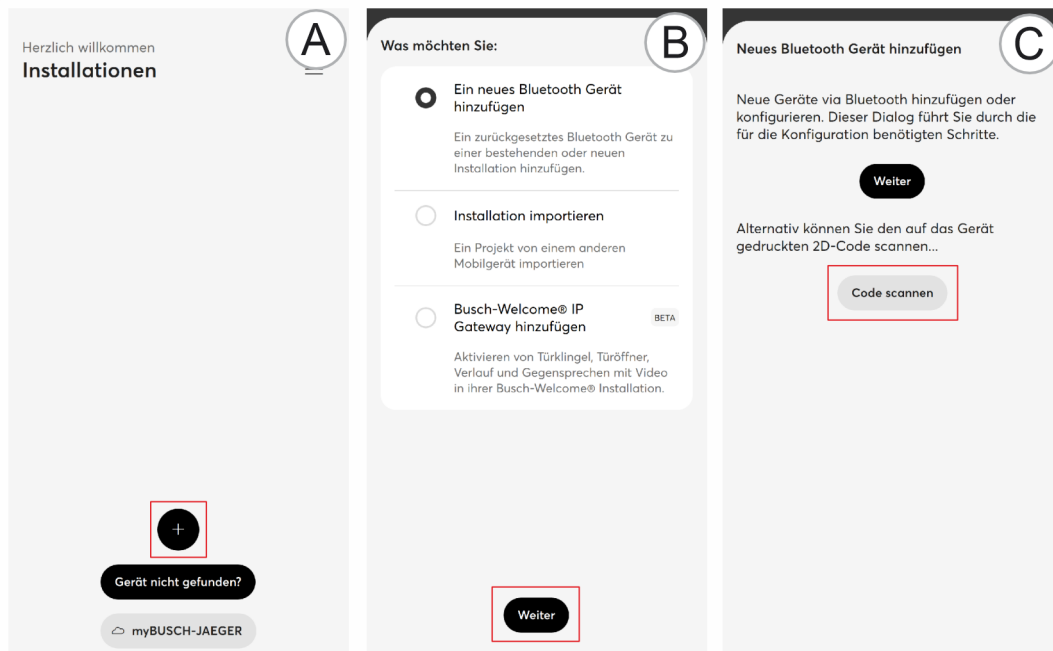 A
Herzlich willkommen
Installationen
+
Gerät nicht gefunden?
myBUSCH-JAEGER
B
Was möchten Sie:
Ein neues Bluetooth Gerät
hinzufügen
Ein zurückgesetztes Bluetooth Gerät zu
einer bestehenden oder neuen
Installation hinzufügen.
Installation importieren
Ein Projekt von einem anderen
Mobilgerät importieren
Busch-Welcome® IP
Gateway hinzufügen
BETA
Aktivieren von Türklingel, Türöffner,
Verlauf und Gegensprechen mit Video
in ihrer Busch-Welcome® Installation.
Weiter
C
Neues Bluetooth Gerät hinzufügen
Neue Geräte via Bluetooth hinzufügen oder
konfigurieren. Dieser Dialog führt Sie durch die
für die Konfiguration benötigten Schritte.
Weiter
Alternativ können Sie den auf das Gerät
gedruckten 2D-Code scannen...
Code scannen